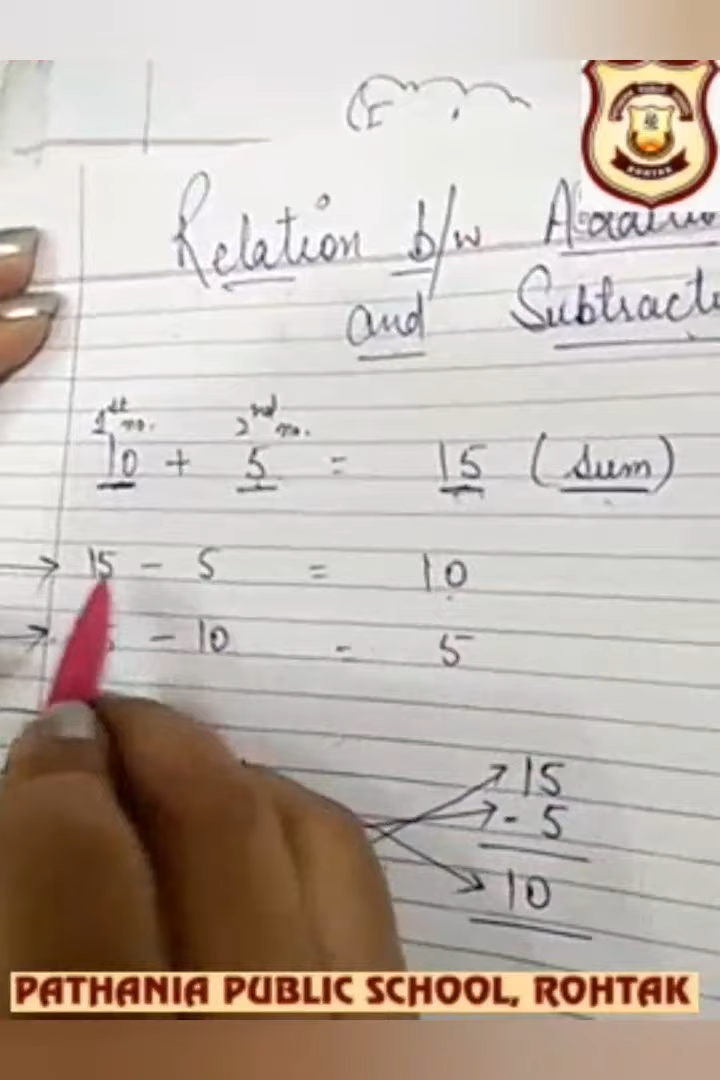 Relation b/w
and
1st no. 2nd no.
10 + 5 = 15 (Sum)
15 - 5 = 10
- 10 = 5
15
- 5
10
PATHANIA PUBLIC SCHOOL, ROHTAK
ROHTAK